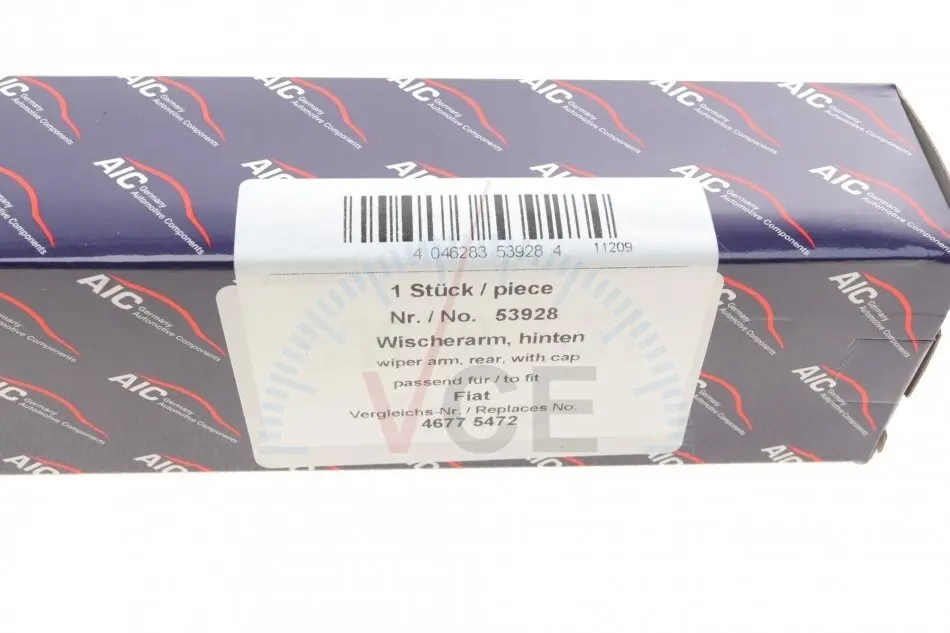 AIC Germany
Automotive Components
4 046283 53928 4 11209
1 Stück / piece
Nr. / No. 53928
Wischerarm, hinten
wiper arm, rear, with cap
passend für / to fit
Fiat
Vergleichs-Nr. / Replaces No.
4677 5472
VCE